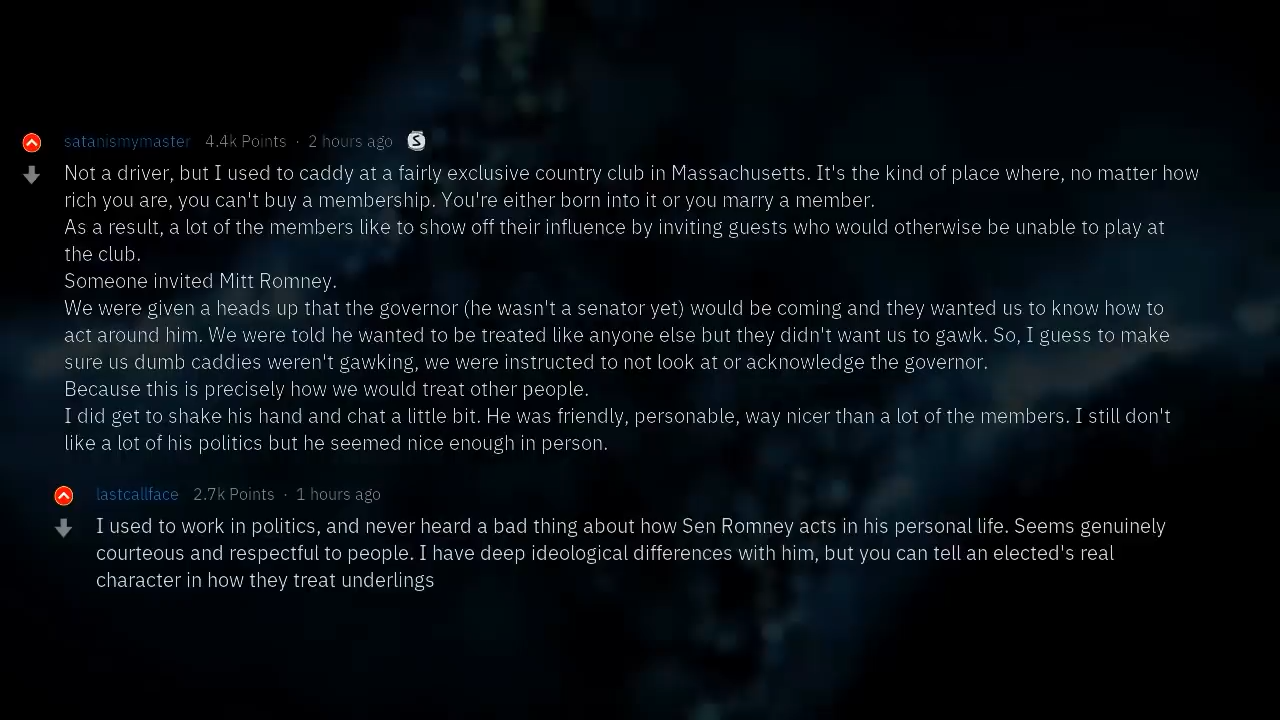 satanismymaster 4.4k Points · 2 hours ago S
Not a driver, but I used to caddy at a fairly exclusive country club in Massachusetts. It's the kind of place where, no matter how
rich you are, you can't buy a membership. You're either born into it or you marry a member.
As a result, a lot of the members like to show off their influence by inviting guests who would otherwise be unable to play at
the club.
Someone invited Mitt Romney.
We were given a heads up that the governor (he wasn't a senator yet) would be coming and they wanted us to know how to
act around him. We were told he wanted to be treated like anyone else but they didn't want us to gawk. So, I guess to make
sure us dumb caddies weren't gawking, we were instructed to not look at or acknowledge the governor.
Because this is precisely how we would treat other people.
I did get to shake his hand and chat a little bit. He was friendly, personable, way nicer than a lot of the members. I still don't
like a lot of his politics but he seemed nice enough in person.
lastcallface 2.7k Points · 1 hours ago
I used to work in politics, and never heard a bad thing about how Sen Romney acts in his personal life. Seems genuinely
courteous and respectful to people. I have deep ideological differences with him, but you can tell an elected's real
character in how they treat underlings